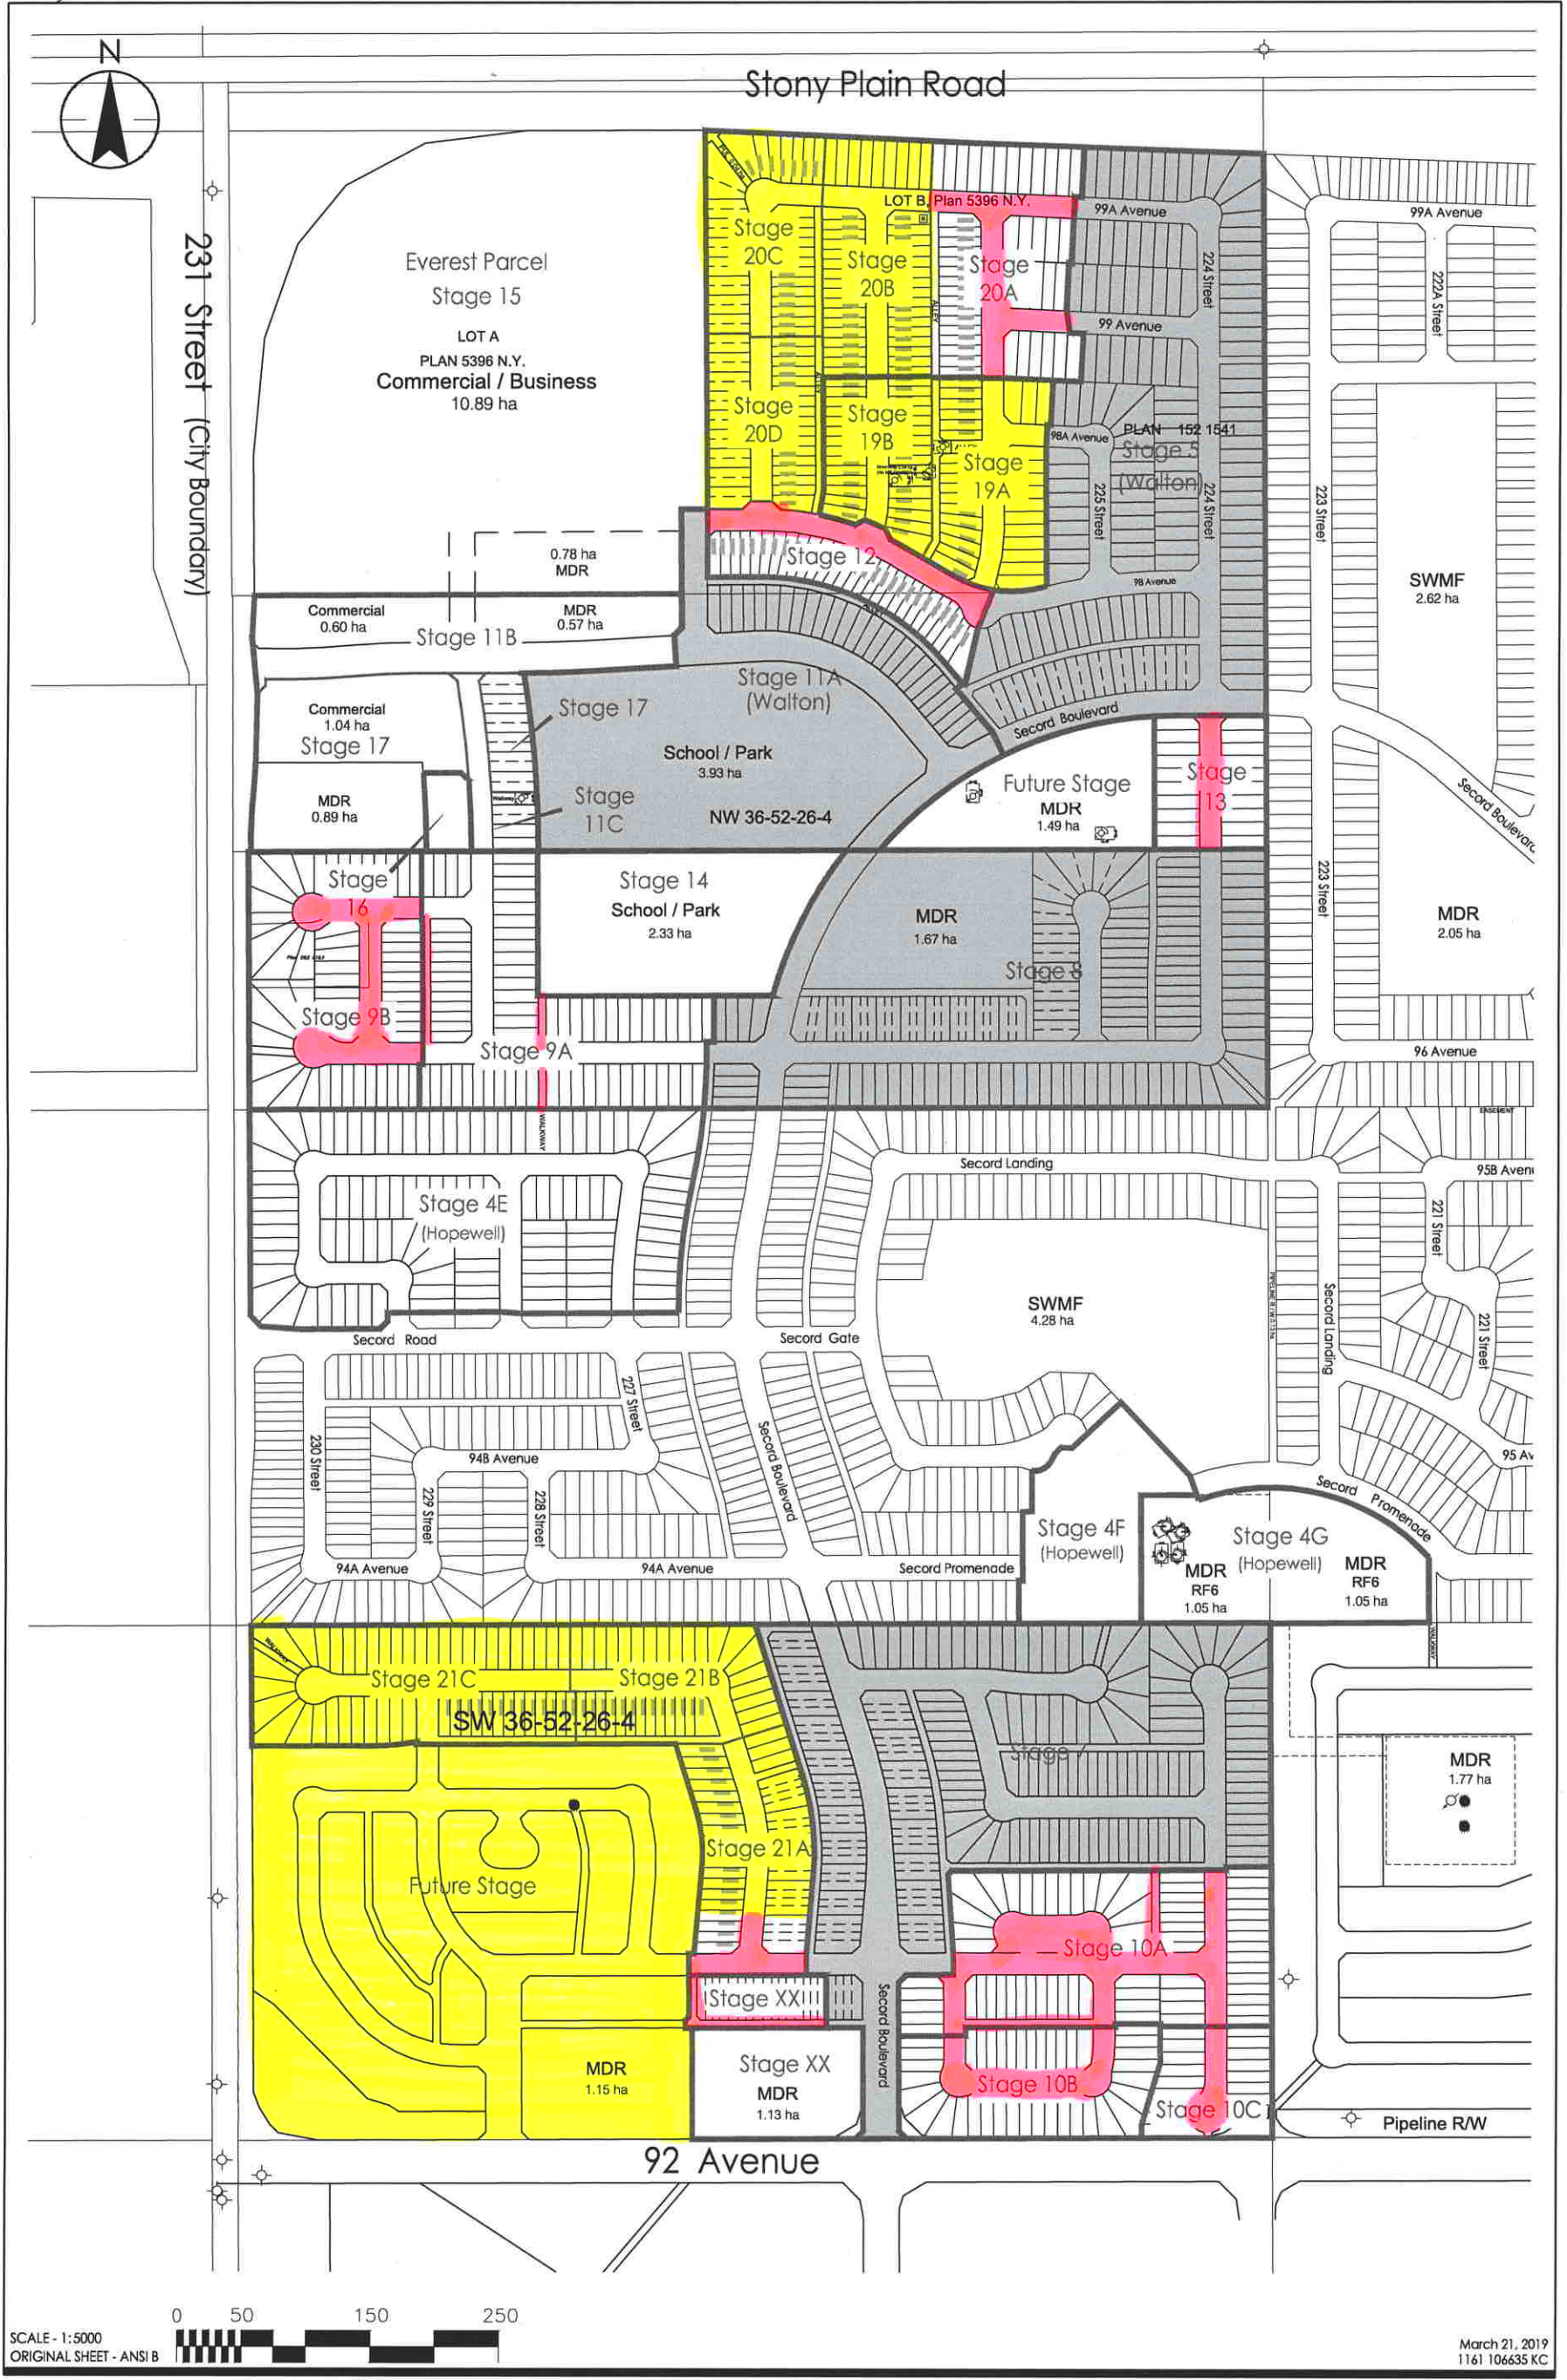 N
Stony Plain Road
231 Street (City Boundary)
Everest Parcel
Stage 15
LOT A
PLAN 5396 N.Y.
Commercial / Business
10.89 ha
LOT B, Plan 5396 N.Y.
Stage
20C
Stage
20B
Stage
20A
ALLEY
99A Avenue
99A Avenue
224 Street
222A Street
99 Avenue
Stage
20D
Stage
19B
Stage
19A
98A Avenue
PLAN 152 1541
Stage 5
(Walton)
225 Street
224 Street
223 Street
98 Avenue
SWMF
2.62 ha
0.78 ha
MDR
Stage 12
Commercial
0.60 ha
MDR
0.57 ha
Stage 11B
Stage 11A
(Walton)
Commercial
1.04 ha
Stage 17
Stage 17
School / Park
3.93 ha
Secord Boulevard
Future Stage
MDR
1.49 ha
Stage
13
Secord Boulevard
MDR
0.89 ha
Walkway
Stage
11C
NW 36-52-26-4
Stage
16
Stage 14
School / Park
2.33 ha
MDR
1.67 ha
223 Street
MDR
2.05 ha
Stage 8
Stage 9B
Stage 9A
96 Avenue
EASEMENT
WALKWAY
Secord Landing
95B Avenu
Stage 4E
(Hopewell)
221 Street
SWMF
4.28 ha
Secord Landing
221 Street
Secord Road
Secord Gate
227 Street
230 Street
94B Avenue
Secord Boulevard
95 Av
229 Street
228 Street
Secord Promenade
Stage 4F
(Hopewell)
Stage 4G
(Hopewell)
MDR
RF6
1.05 ha
MDR
RF6
1.05 ha
94A Avenue
94A Avenue
Secord Promenade
WALKWAY
WALKWAY
Stage 21C
Stage 21B
SW 36-52-26-4
Stage 7
MDR
1.77 ha
Stage 21A
Future Stage
Stage 10A
Stage XX
Secord Boulevard
MDR
1.15 ha
Stage XX
MDR
1.13 ha
Stage 10B
Stage 10C
Pipeline R/W
92 Avenue
0 50 150 250
SCALE - 1:5000
ORIGINAL SHEET - ANSI B
March 21, 2019
1161 106635 KC